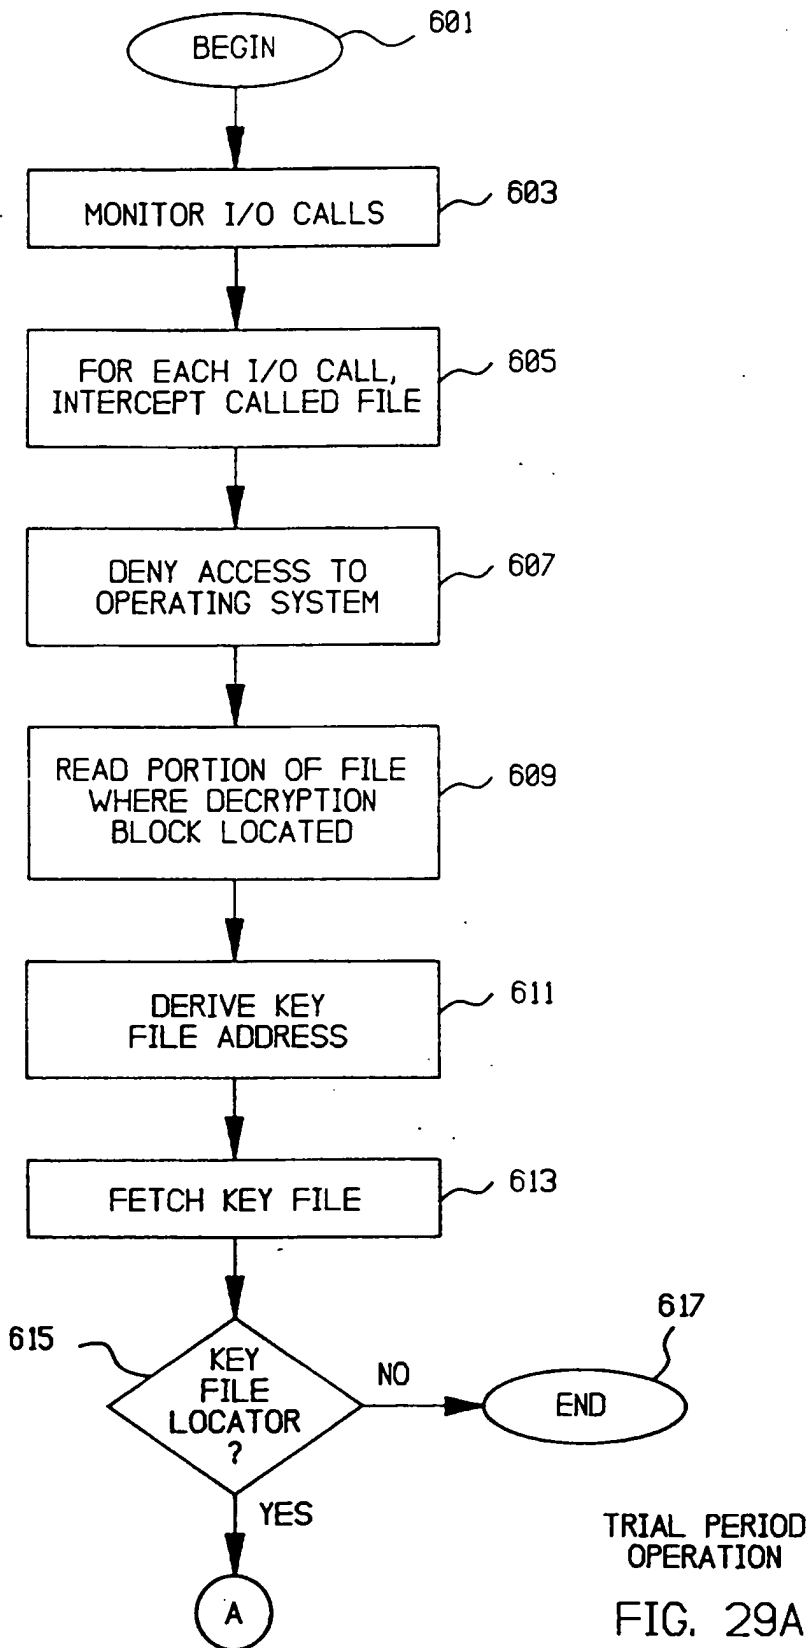 BEGIN
601
MONITOR I/O CALLS
603
FOR EACH I/O CALL,
INTERCEPT CALLED FILE
605
DENY ACCESS TO
OPERATING SYSTEM
607
READ PORTION OF FILE
WHERE DECRYPTION
BLOCK LOCATED
609
DERIVE KEY
FILE ADDRESS
611
FETCH KEY FILE
613
615
KEY
FILE
LOCATOR
?
NO
617
END
YES
A
TRIAL PERIOD
OPERATION
FIG. 29A